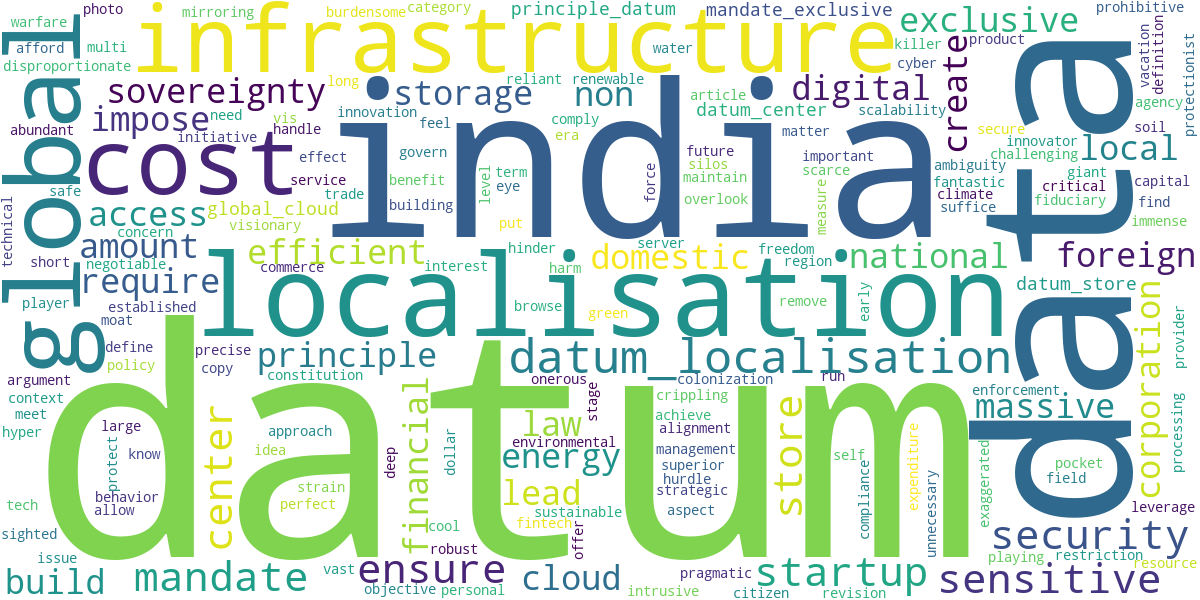 photo
mirroring
burdensome
category
principle_datum
mandate_exclusive
prohibitive
warfare
afford
multi
disproportionate
global
infrastructure
water
killer
cyber
exclusive
product
vacation
definition
protectionist
data
sovereignty
long
reliant
renewable
storage
non
article
datum_center
digital
scalability
create
agency
impose
need
vis
innovation
comply
era
abundant
initiative
handle
feel
matter
secure
innovator
soil
challenging
local
cost
india
effect
govern
future
important
ambiguity
silos
maintain
scarce
force
measure
giant
fantastic
climate
critical
capital
service
benefit
level
term
eye
trade
building
overlook
suffice
fiduciary
find
safe
access
global_cloud
visionary
put
immense
concern
technical
amount
efficient
hinder
server
freedom
region
domestic
national
foreign
short
negotiable
commerce
interest
harm
require
localisation
remove
early
datum_store
player
established
browse
moat
green
define
precise
principle
datum_localisation
policy
copy
corporation
provider
argument
constitution
onerous
stage
colonization
run
enforcement
context
datum
financial
crippling
massive
meet
center
law
achieve
store
hyper
large
approach
environmental
alignment
know
protect
idea
deep
dollar
energy
management
superior
self
expenditure
processing
pocket
hurdle
field
behavior
strain
lead
strategic
compliance
unnecessary
exaggerated
tech
allow
perfect
sustainable
aspect
leverage
sighted
cool
fintech
offer
security
issue
robust
playing
restriction
build
mandate
vast
ensure
cloud
pragmatic
startup
sensitive
resource
objective
personal
intrusive
citizen
revision